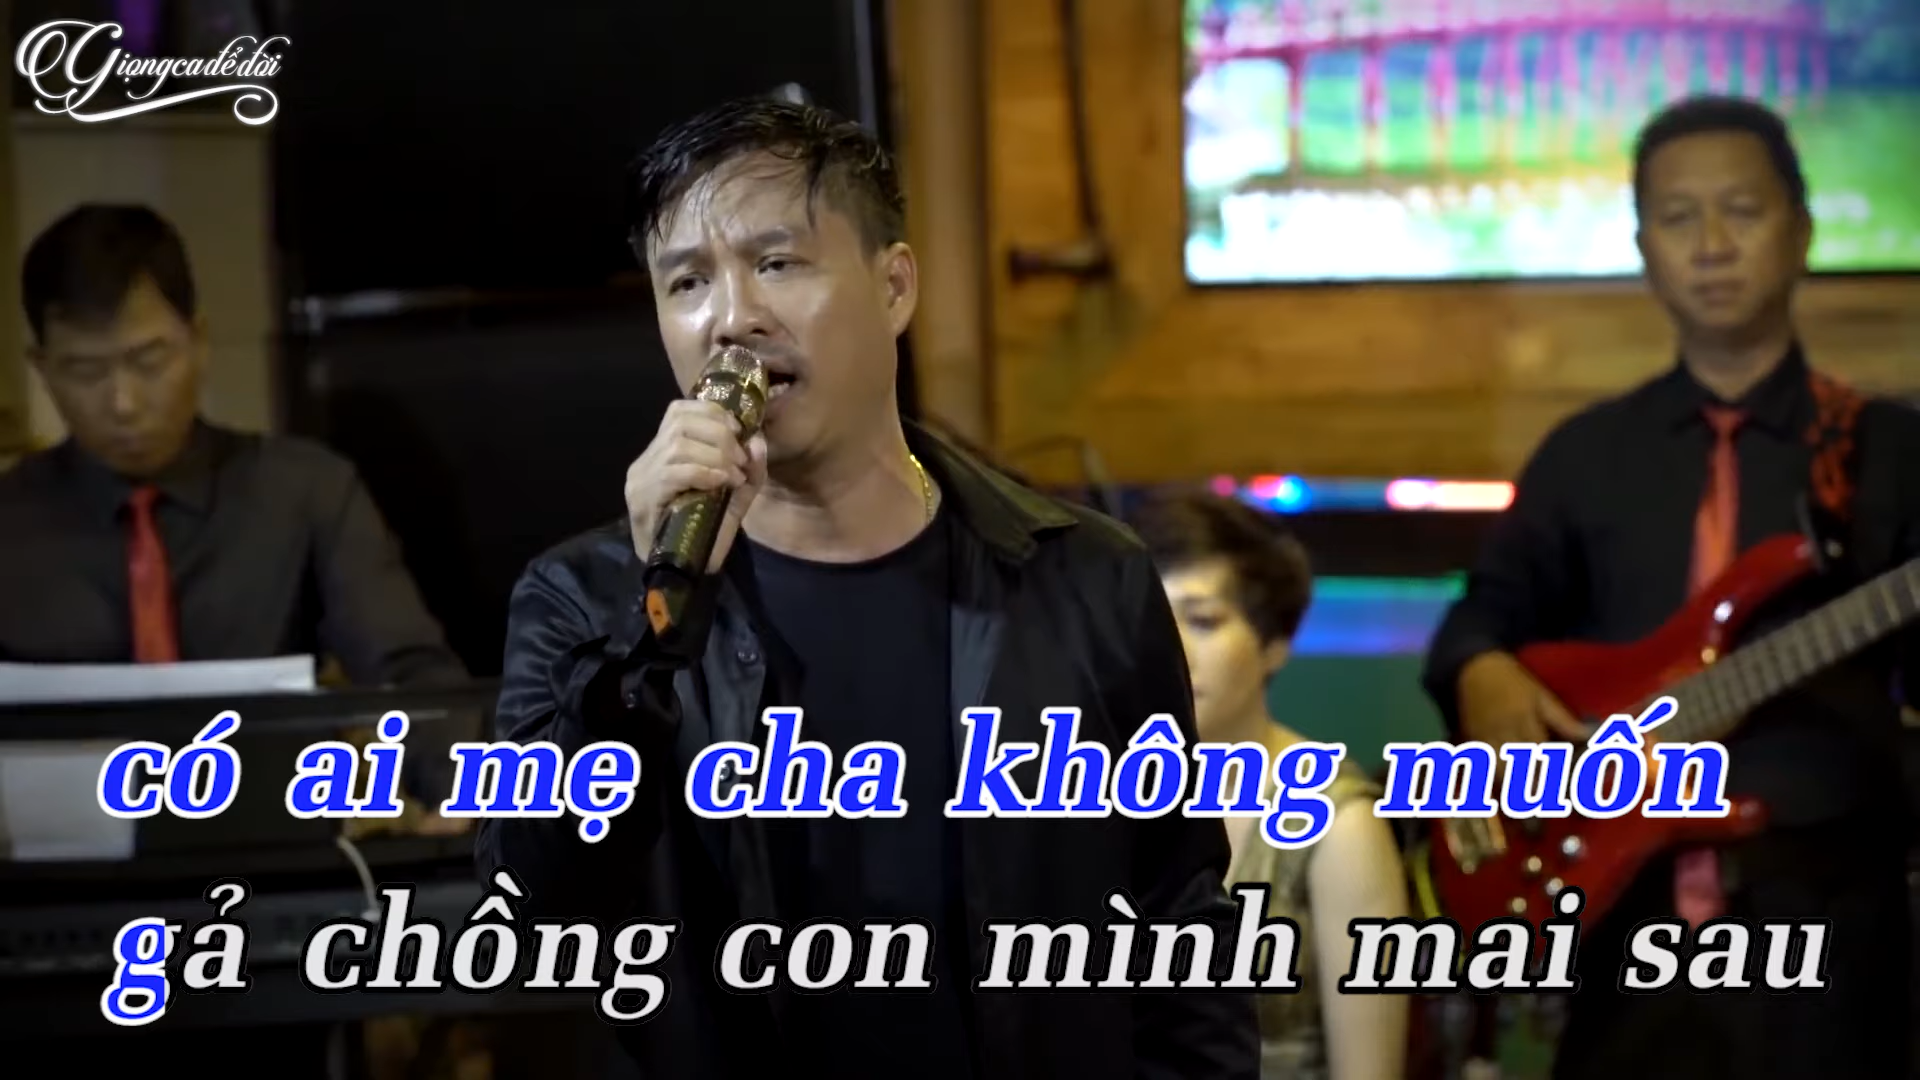 Giọngcađểđời
có ai mẹ cha không muốn
gả chồng con mình mai sau